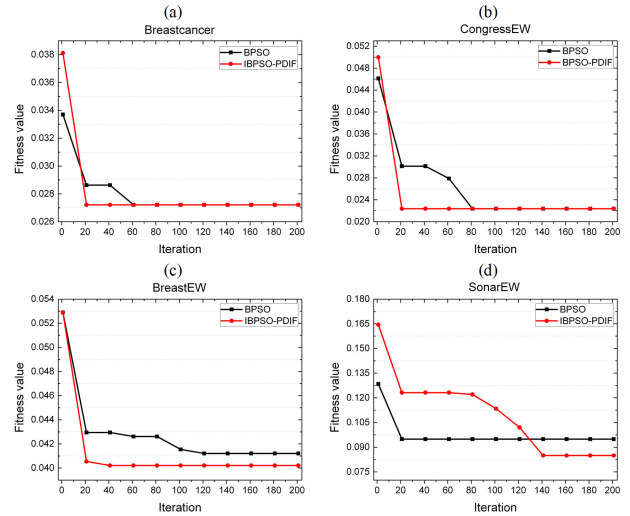 (a)
Breastcancer
0.038
0.036
0.034
0.032
0.030
0.028
0.026
Fitness value
BPSO
IBPSO-PDIF
0 20 40 60 80 100 120 140 160 180 200
Iteration
(b)
CongressEW
0.052
0.048
0.044
0.040
0.036
0.032
0.028
0.024
0.020
Fitness value
BPSO
BPSO-PDIF
0 20 40 60 80 100 120 140 160 180 200
Iteration
(c)
BreastEW
0.054
0.052
0.050
0.048
0.046
0.044
0.042
0.040
Fitness value
BPSO
IBPSO-PDIF
0 20 40 60 80 100 120 140 160 180 200
Iteration
(d)
SonarEW
0.180
0.165
0.150
0.135
0.120
0.105
0.090
0.075
Fitness value
BPSO
IBPSO-PDIF
0 20 40 60 80 100 120 140 160 180 200
Iteration